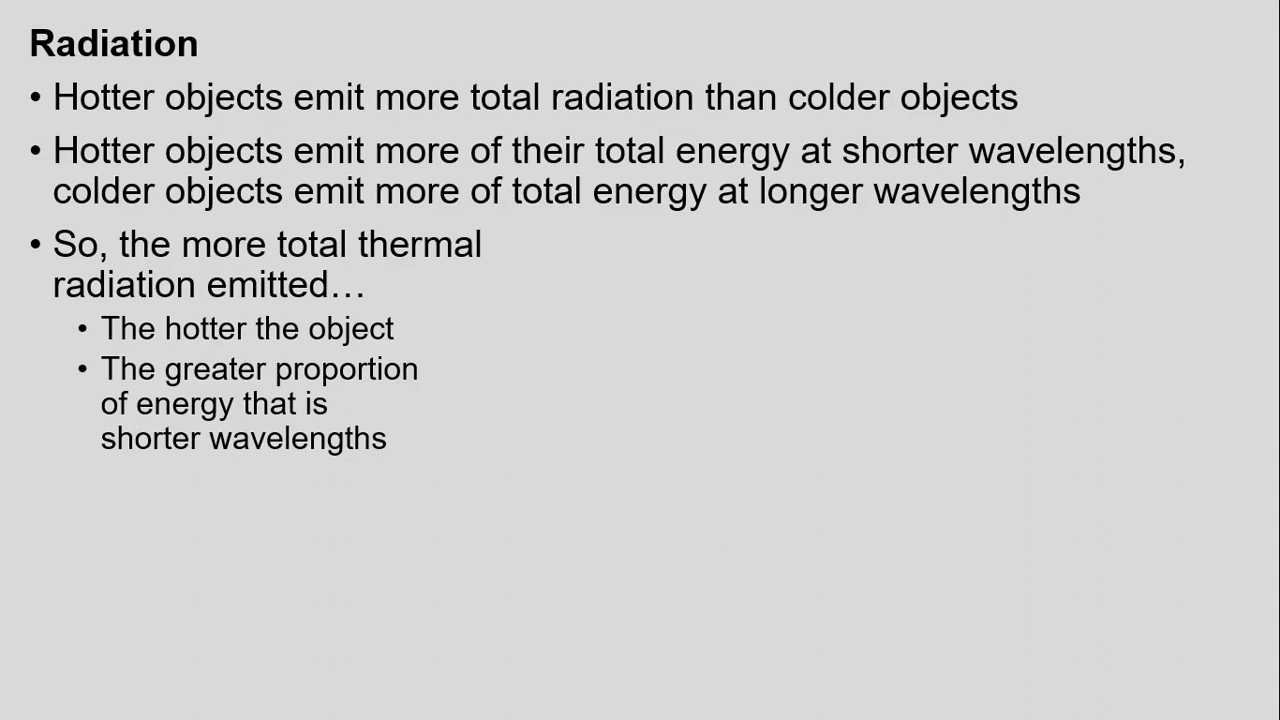 Radiation
• Hotter objects emit more total radiation than colder objects
• Hotter objects emit more of their total energy at shorter wavelengths,
colder objects emit more of total energy at longer wavelengths
• So, the more total thermal
radiation emitted…
• The hotter the object
• The greater proportion
of energy that is
shorter wavelengths